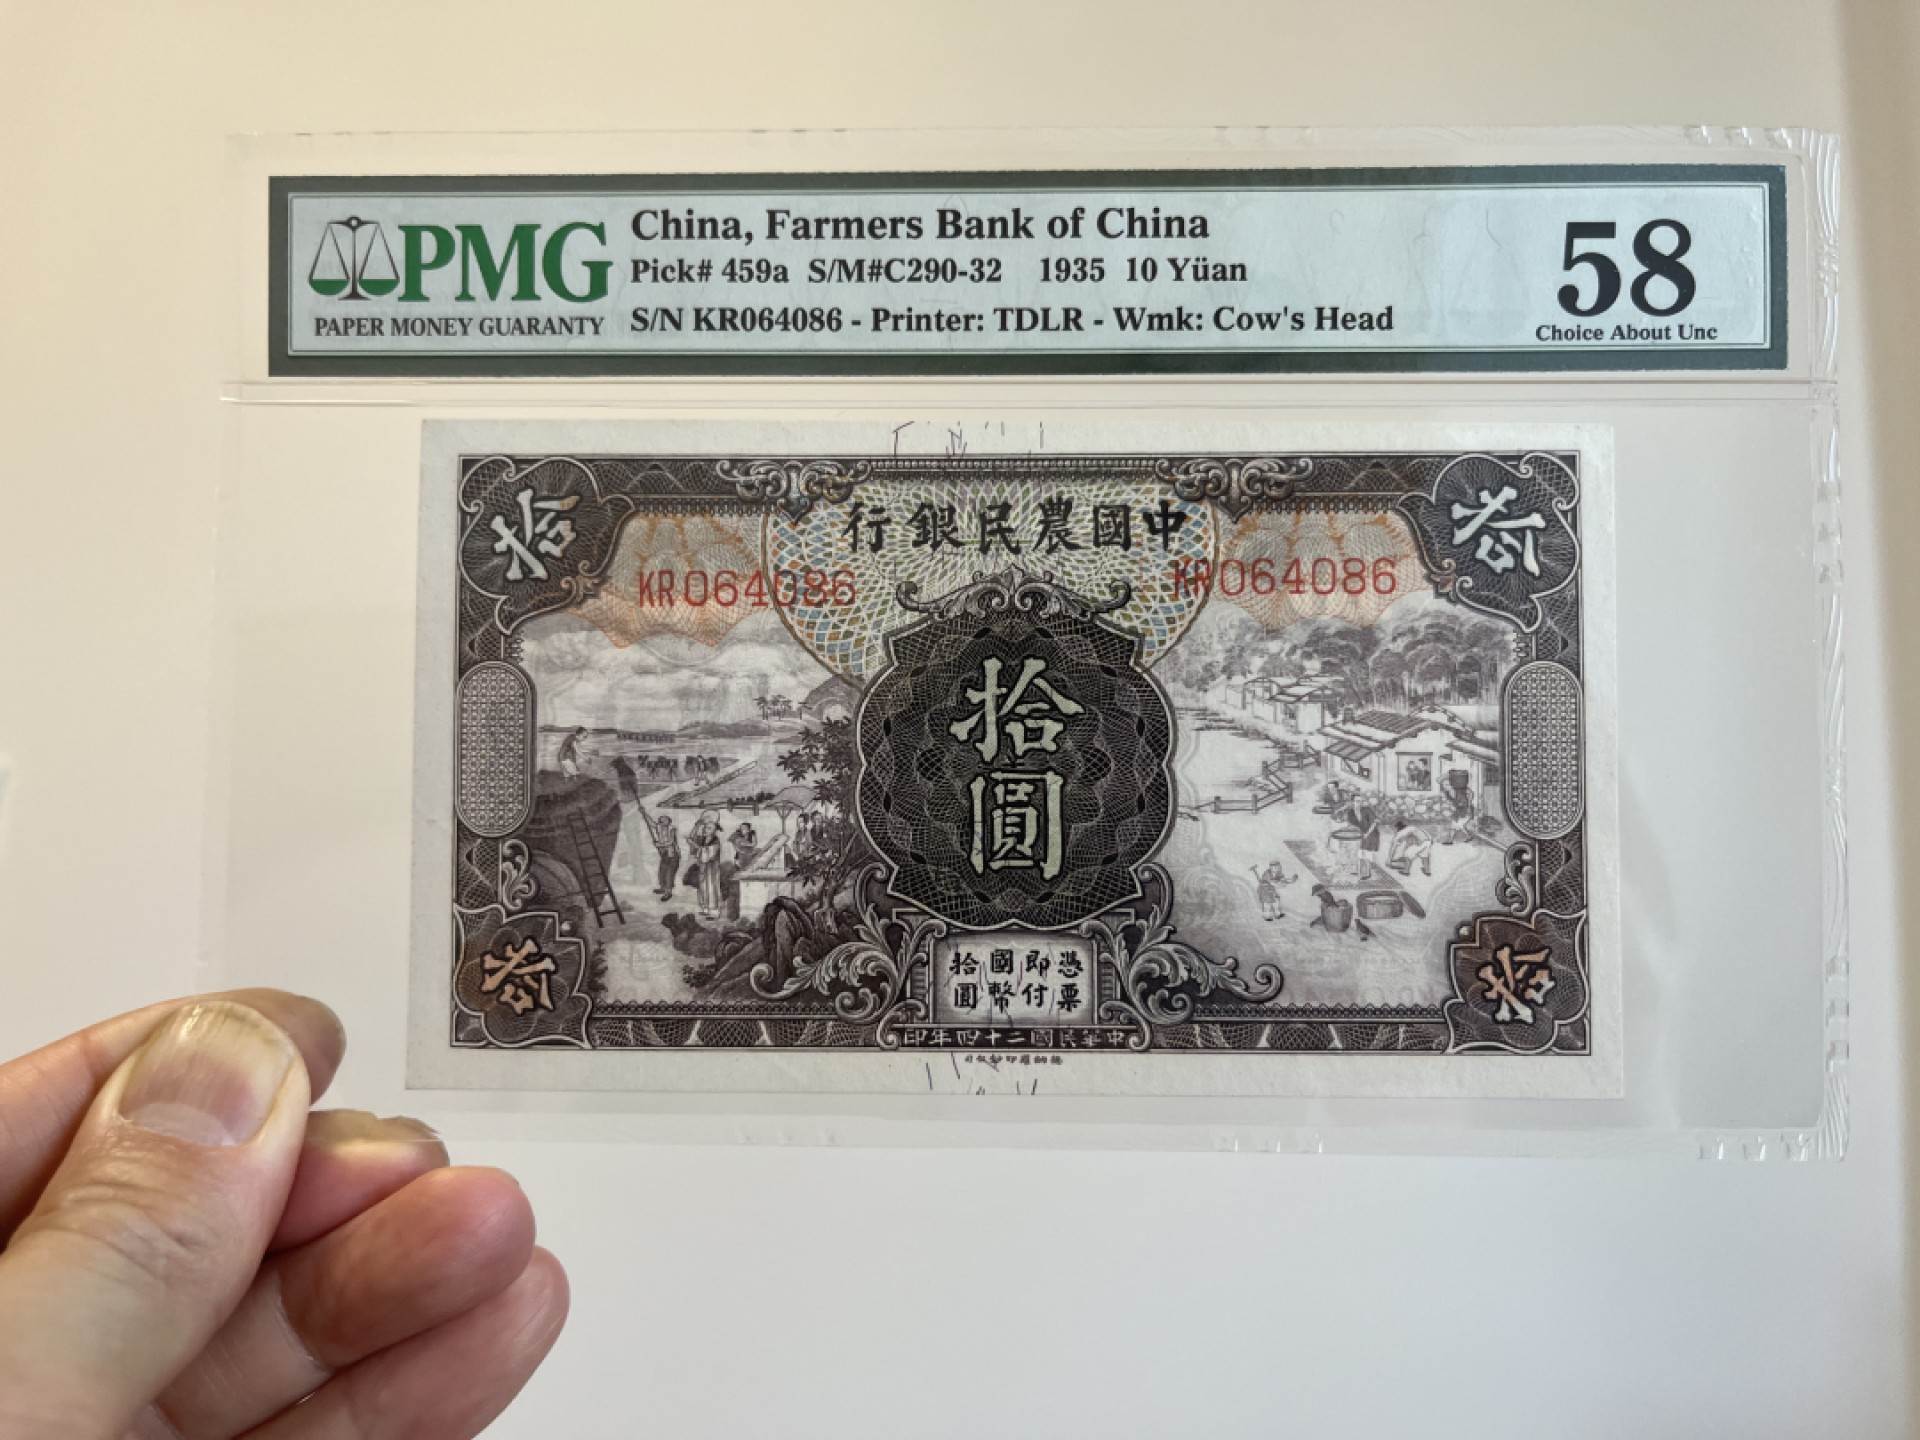 PMG
PAPER MONEY GUARANTY
China, Farmers Bank of China
Pick# 459a S/M#C290-32 1935 10 Yüan
S/N KR064086 - Printer: TDLR - Wmk: Cow's Head
58
Choice About Unc
拾
拾
行銀民農國中
KR064086
KR064086
拾圓
憑票
即付
國幣
拾圓
拾
拾
印年四十二國民華中